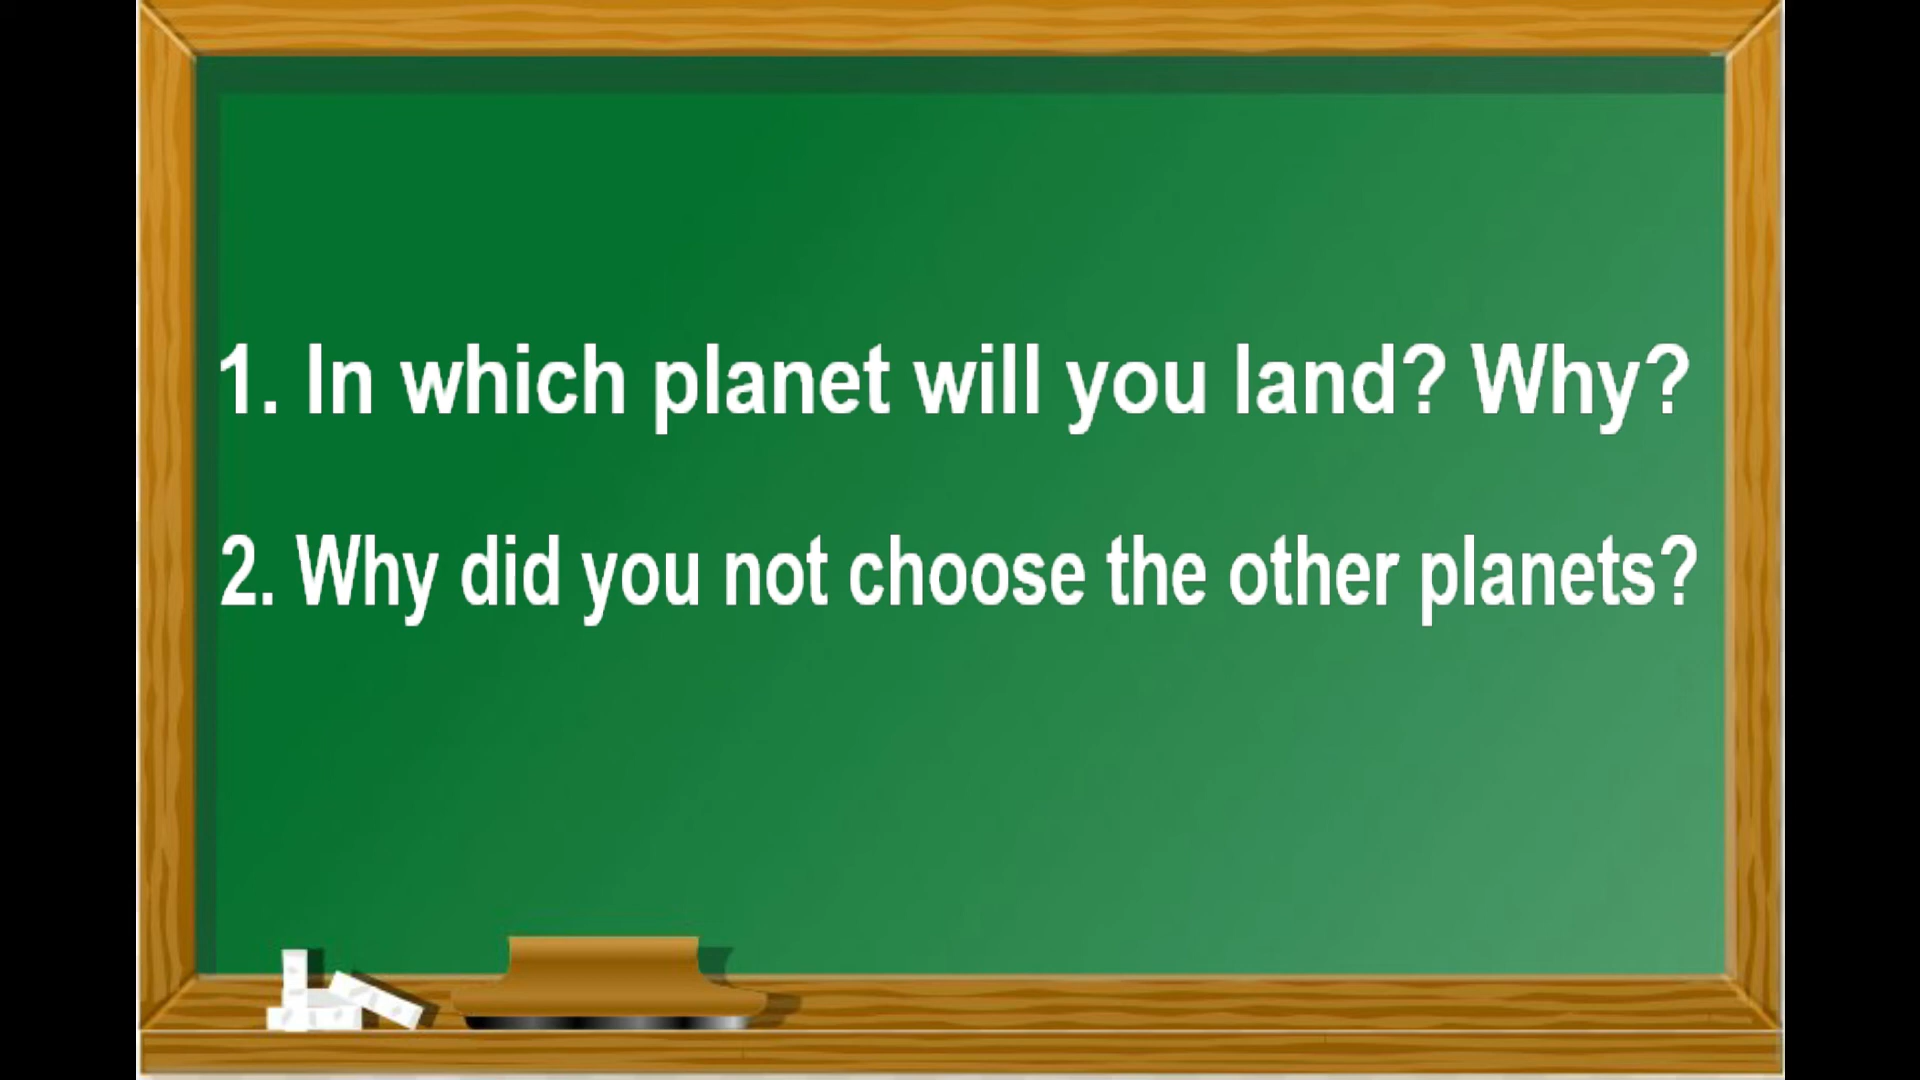 1. In which planet will you land? Why?
2. Why did you not choose the other planets?